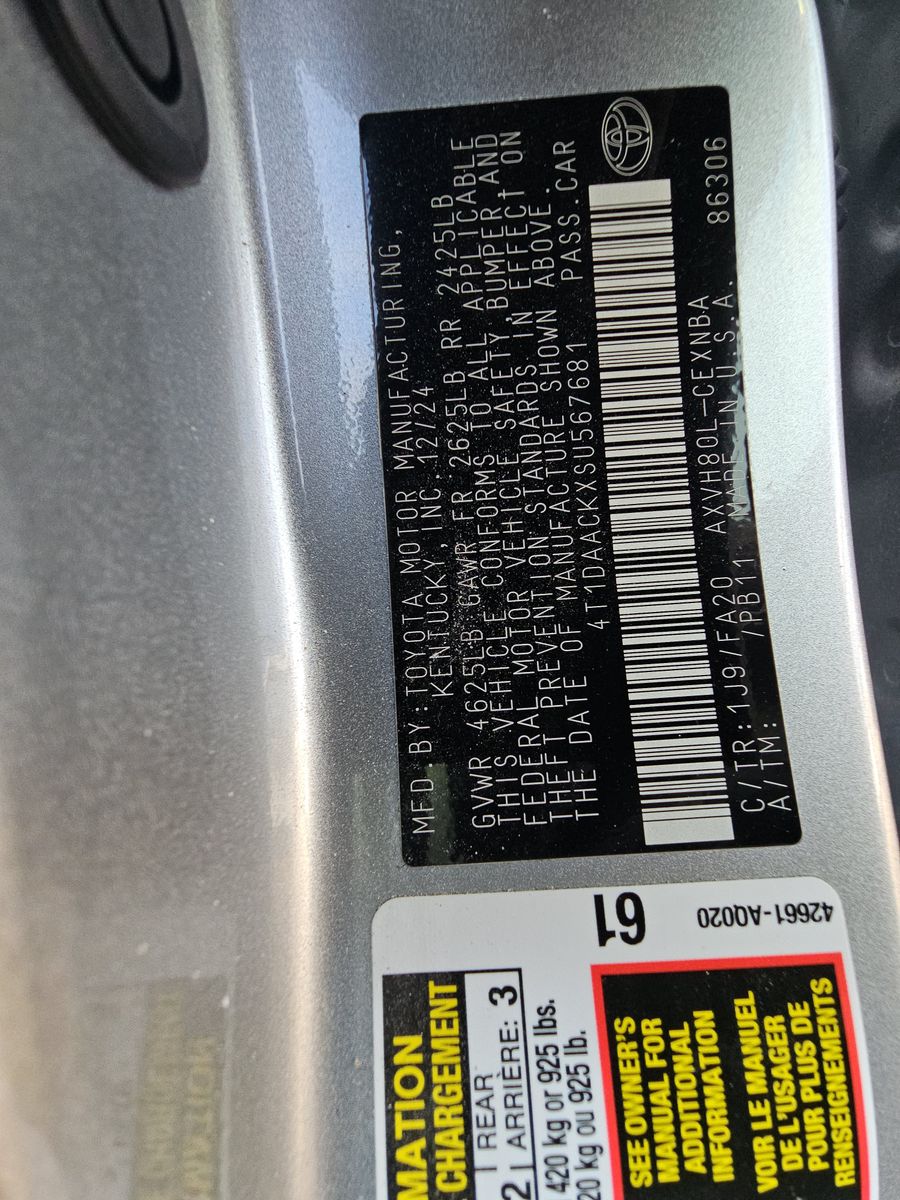 MFD.BY:TOYOTA MOTOR MANUFACTURING,
KENTUCKY, INC. 12/24
GVWR 4625LB GAWR FR 2625LB RR 2425LB
THIS VEHICLE CONFORMS TO ALL APPLICABLE
FEDERAL MOTOR VEHICLE SAFETY, BUMPER AND
THEFT PREVENTION STANDARDS IN EFFECT ON
THE DATE OF MANUFACTURE SHOWN ABOVE.
4T1DAACKXSU567681 PASS.CAR
C/TR:1J9/FA20 AXVH80L-CEXNBA
A/TM: /PB11 MADE IN U.S.A. 86306
61
42661-AQ020
MATION
CHARGEMENT
2 REAR
ARRIÈRE: 3
420 kg or 925 lbs.
20 kg ou 925 lb.
SEE OWNER'S
MANUAL FOR
ADDITIONAL
INFORMATION
VOIR LE MANUEL
DE L'USAGER
POUR PLUS DE
RENSEIGNEMENTS